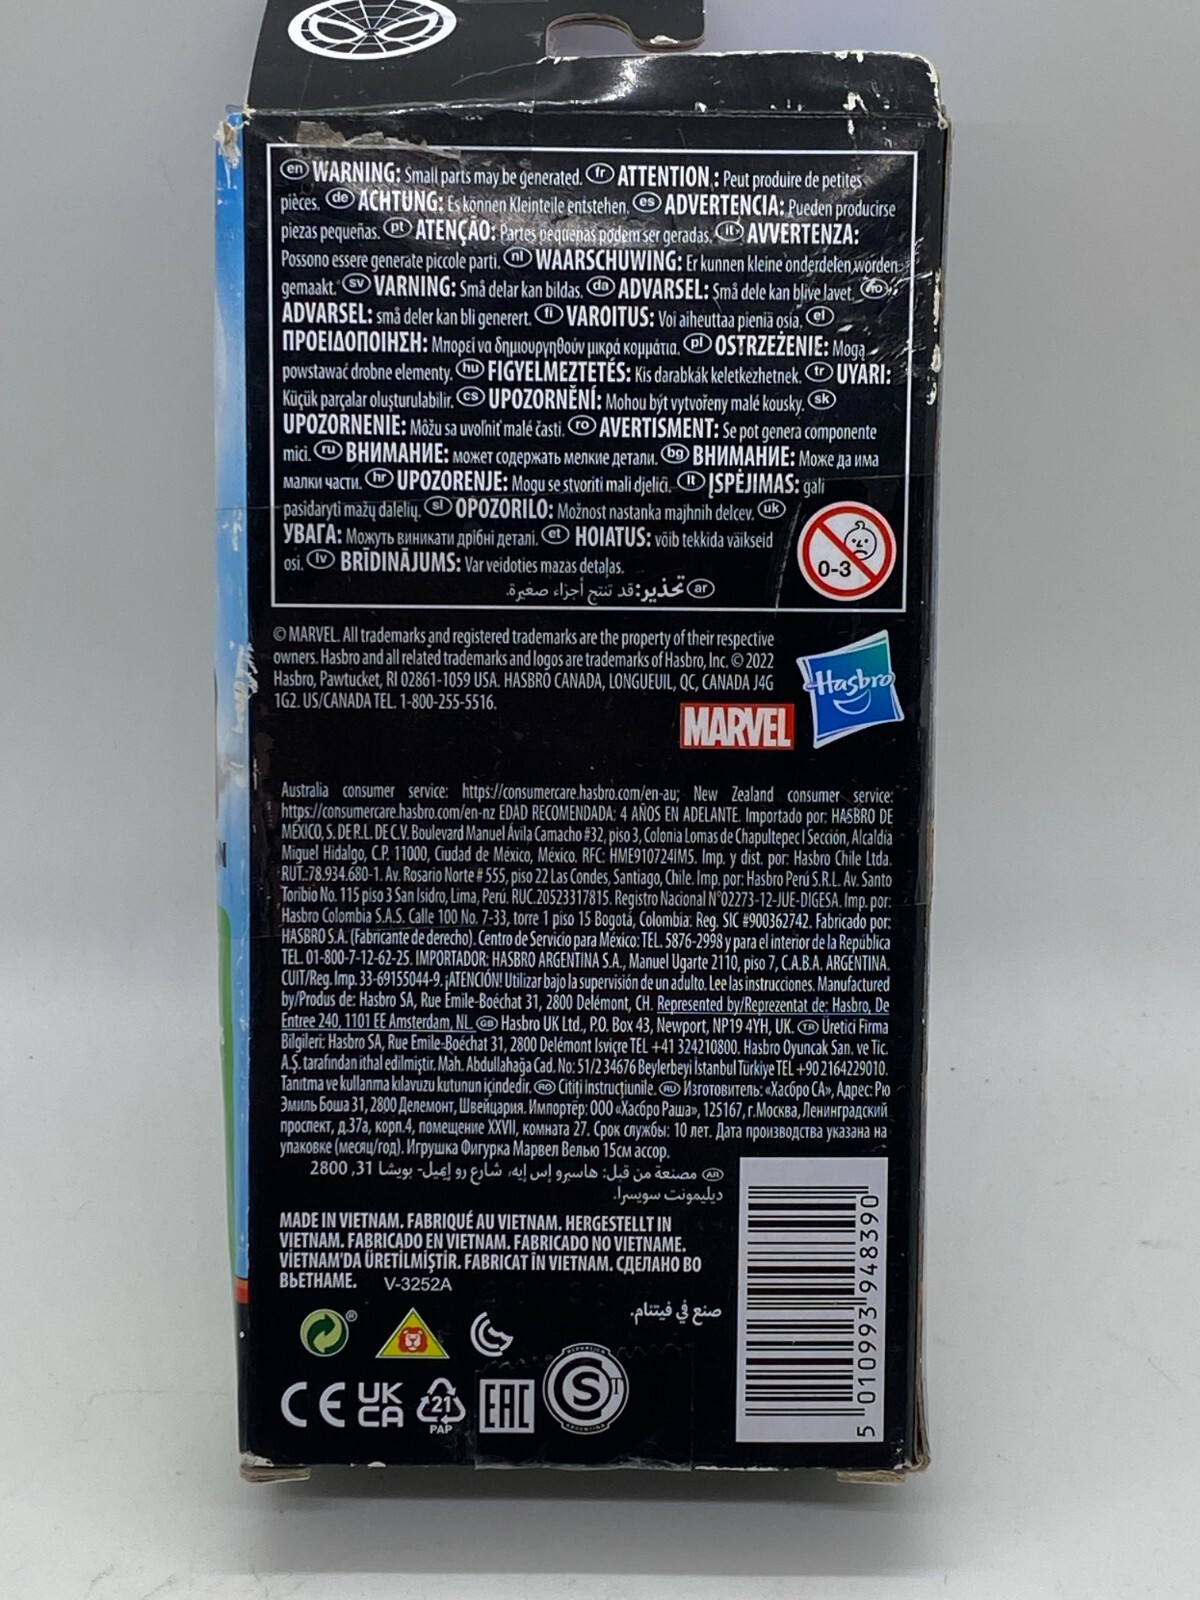 en WARNING: Small parts may be generated. fr ATTENTION : Peut produire de petites
pièces. de ACHTUNG: Es können Kleinteile entstehen. es ADVERTENCIA: Pueden producirse
piezas pequeñas. pt ATENÇÃO: Partes pequenas podem ser geradas. it AVVERTENZA:
Possono essere generate piccole parti. nl WAARSCHUWING: Er kunnen kleine onderdelen worden
gemaakt. sv VARNING: Små delar kan bildas. da ADVARSEL: Små dele kan blive lavet. no
ADVARSEL: små deler kan bli generert. fi VAROITUS: Voi aiheuttaa pieniä osia. el
ΠΡΟΕΙΔΟΠΟΙΗΣΗ: Μπορεί να δημιουργηθούν μικρά κομμάτια. pl OSTRZEŻENIE: Mogą
powstawać drobne elementy. hu FIGYELMEZTETÉS: Kis darabkák keletkezhetnek. tr UYARI:
Küçük parçalar oluşturulabilir. cs UPOZORNĚNÍ: Mohou být vytvořeny malé kousky. sk
UPOZORNENIE: Môžu sa uvoľniť malé časti. ro AVERTISMENT: Se pot genera componente
mici. ru ВНИМАНИЕ: может содержать мелкие детали. bg ВНИМАНИЕ: Може да има
малки части. hr UPOZORENJE: Mogu se stvoriti mali djelići. lt ĮSPĖJIMAS: gali
pasidaryti mažų dalelių. sl OPOZORILO: Možnost nastanka majhnih delcev. uk
УВАГА: Можуть виникати дрібні деталі. et HOIATUS: võib tekkida väikseid
osi. lv BRĪDINĀJUMS: Var veidoties mazas detaļas.
ar تحذير: قد تنتج أجزاء صغيرة.
0-3
© MARVEL. All trademarks and registered trademarks are the property of their respective
owners. Hasbro and all related trademarks and logos are trademarks of Hasbro, Inc. © 2022
Hasbro, Pawtucket, RI 02861-1059 USA. HASBRO CANADA, LONGUEUIL, QC, CANADA J4G
1G2. US/CANADA TEL. 1-800-255-5516.
Hasbro
MARVEL
Australia consumer service: https://consumercare.hasbro.com/en-au; New Zealand consumer service:
https://consumercare.hasbro.com/en-nz EDAD RECOMENDADA: 4 AÑOS EN ADELANTE. Importado por: HASBRO DE
MÉXICO, S. DE R.L. DE C.V. Boulevard Manuel Ávila Camacho #32, piso 3, Colonia Lomas de Chapultepec I Sección, Alcaldía
Miguel Hidalgo, C.P. 11000, Ciudad de México, México. RFC: HME910724IM5. Imp. y dist. por: Hasbro Chile Ltda.
RUT.:78.934.680-1. Av. Rosario Norte # 555, piso 22 Las Condes, Santiago, Chile. Imp. por: Hasbro Perú S.R.L. Av. Santo
Toribio No. 115 piso 3 San Isidro, Lima, Perú. RUC.20523317815. Registro Nacional N°02273-12-JUE-DIGESA. Imp. por:
Hasbro Colombia S.A.S. Calle 100 No. 7-33, torre 1 piso 15 Bogotá, Colombia: Reg. SIC #900362742. Fabricado por:
HASBRO S.A. (Fabricante de derecho). Centro de Servicio para México: TEL. 5876-2998 y para el interior de la República
TEL. 01-800-7-12-62-25. IMPORTADOR: HASBRO ARGENTINA S.A., Manuel Ugarte 2110, piso 7, C.A.B.A. ARGENTINA.
CUIT/Reg. Imp. 33-69155044-9. ¡ATENCIÓN! Utilizar bajo la supervisión de un adulto. Lee las instrucciones. Manufactured
by/Produs de: Hasbro SA, Rue Emile-Boéchat 31, 2800 Delémont, CH. Represented by/Reprezentat de: Hasbro, De
Entree 240, 1101 EE Amsterdam, NL. GB Hasbro UK Ltd., P.O. Box 43, Newport, NP19 4YH, UK. TR Üretici Firma
Bilgileri: Hasbro SA, Rue Emile-Boéchat 31, 2800 Delémont İsviçre TEL +41 324210800. Hasbro Oyuncak San. ve Tic.
A.Ş. tarafından ithal edilmiştir. Mah. Abdullahağa Cad. No: 51/2 34676 Beylerbeyi İstanbul Türkiye TEL +90 2164229010.
Tanıtma ve kullanma kılavuzu kutunun içindedir. RO Citiţi instrucţiunile. RU Изготовитель: «Хасбро СА», Адрес: Рю
Эмиль Боша 31, 2800 Делемонт, Швейцария. Импортёр: ООО «Хасбро Раша», 125167, г.Москва, Ленинградский
проспект, д.37а, корп.4, помещение XXVII, комната 27. Срок службы: 10 лет. Дата производства указана на
упаковке (месяц/год). Игрушка Фигурка Марвел Велью 15см ассор.
AR مصنعة من قبل: هاسبرو إس إيه، شارع رو إيميل- بويشا 31, 2800
ديليمونت سويسرا.
MADE IN VIETNAM. FABRIQUÉ AU VIETNAM. HERGESTELLT IN
VIETNAM. FABRICADO EN VIETNAM. FABRICADO NO VIETNAME.
VIETNAM'DA ÜRETİLMİŞTİR. FABRICAT ÎN VIETNAM. СДЕЛАНО ВО
ВЬЕТНАМЕ. V-3252A
صنع في فيتنام.
CE UK CA 21 PAP EAC S
5 010993 948390